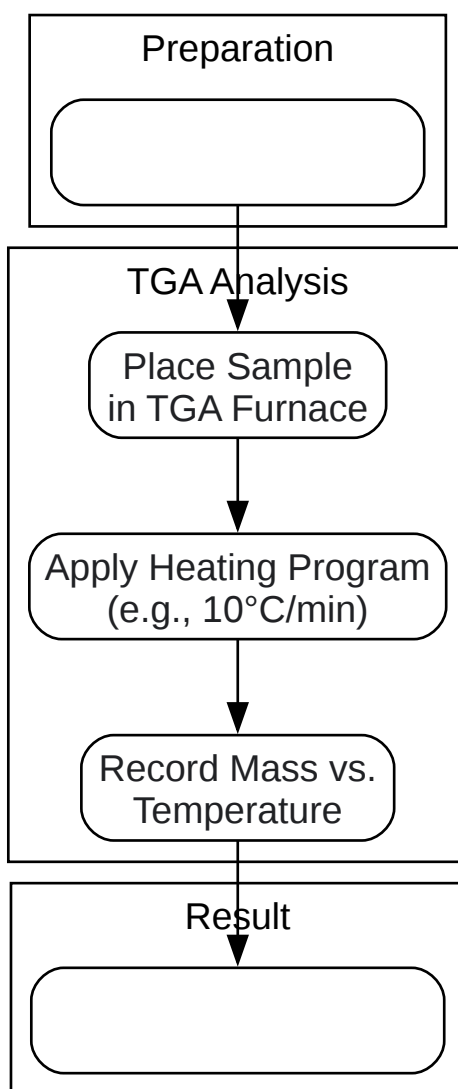 Preparation
TGA Analysis
Place Sample
in TGA Furnace
Apply Heating Program
(e.g., 10°C/min)
Record Mass vs.
Temperature
Result